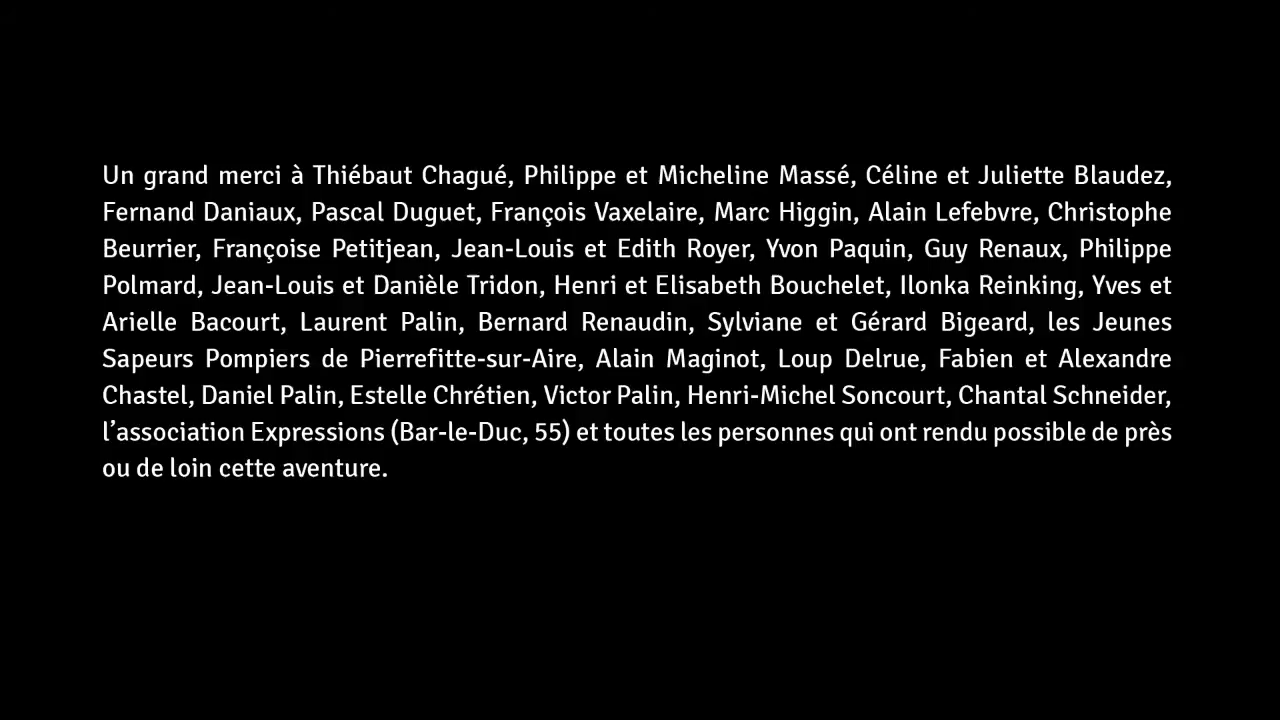 Un grand merci à Thiébaut Chagué, Philippe et Micheline Massé, Céline et Juliette Blaudez,
Fernand Daniaux, Pascal Duguet, François Vaxelaire, Marc Higgin, Alain Lefebvre, Christophe
Beurrier, Françoise Petitjean, Jean-Louis et Edith Royer, Yvon Paquin, Guy Renaux, Philippe
Polmard, Jean-Louis et Danièle Tridon, Henri et Elisabeth Bouchelet, Ilonka Reinking, Yves et
Arielle Bacourt, Laurent Palin, Bernard Renaudin, Sylviane et Gérard Bigeard, les Jeunes
Sapeurs Pompiers de Pierrefitte-sur-Aire, Alain Maginot, Loup Delrue, Fabien et Alexandre
Chastel, Daniel Palin, Estelle Chrétien, Victor Palin, Henri-Michel Soncourt, Chantal Schneider,
l’association Expressions (Bar-le-Duc, 55) et toutes les personnes qui ont rendu possible de près
ou de loin cette aventure.